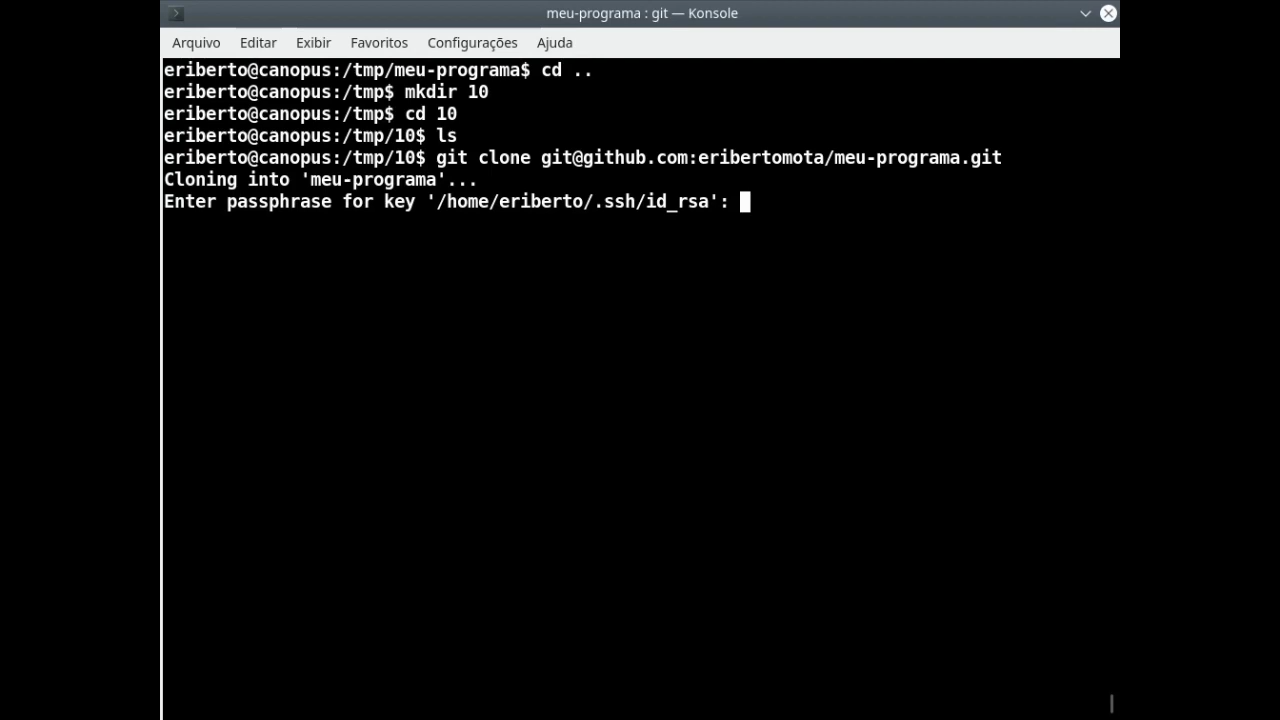 meu-programa : git — Konsole
Arquivo Editar Exibir Favoritos Configurações Ajuda
eriberto@canopus:/tmp/meu-programa$ cd ..
eriberto@canopus:/tmp$ mkdir 10
eriberto@canopus:/tmp$ cd 10
eriberto@canopus:/tmp/10$ ls
eriberto@canopus:/tmp/10$ git clone git@github.com:eribertomota/meu-programa.git
Cloning into 'meu-programa'...
Enter passphrase for key '/home/eriberto/.ssh/id_rsa':